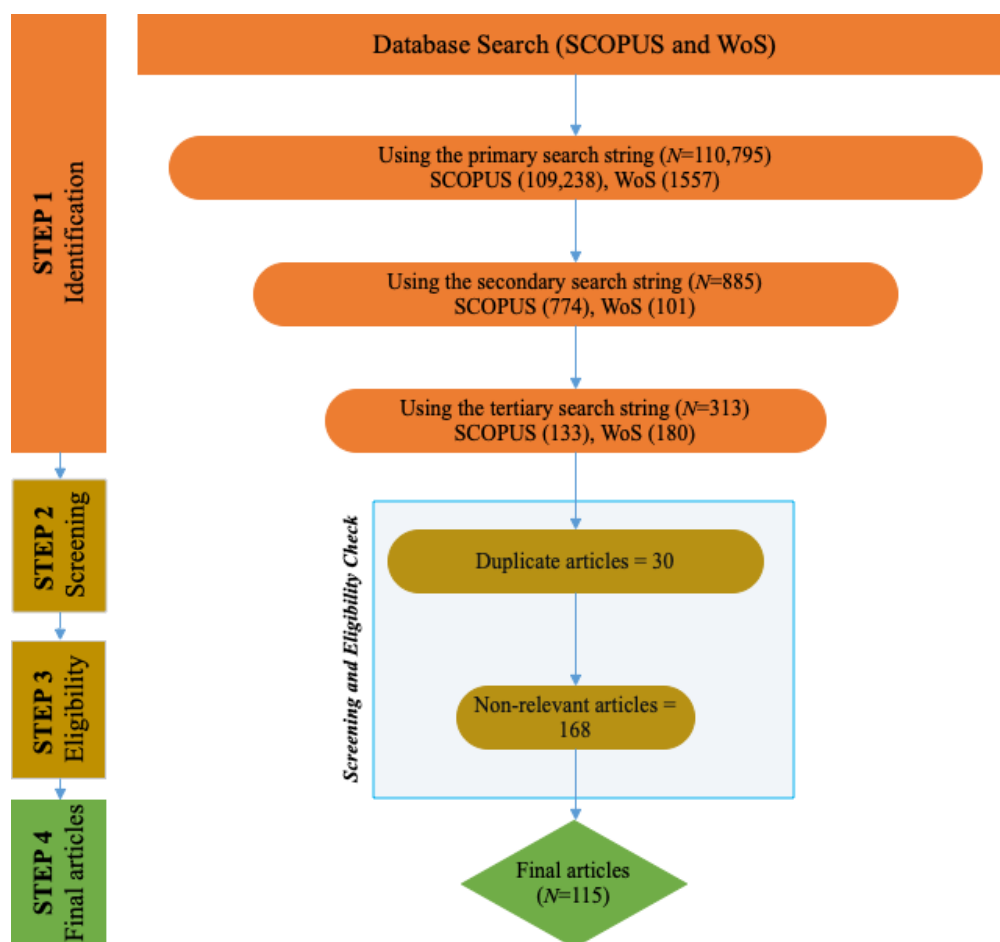 Database Search (SCOPUS and WoS)
STEP 1
Identification
Using the primary search string (N=110,795)
SCOPUS (109,238), WoS (1557)
Using the secondary search string (N=885)
SCOPUS (774), WoS (101)
Using the tertiary search string (N=313)
SCOPUS (133), WoS (180)
STEP 2
Screening
Screening and Eligibility Check
Duplicate articles = 30
STEP 3
Eligibility
Non-relevant articles =
168
STEP 4
Final articles
Final articles
(N=115)